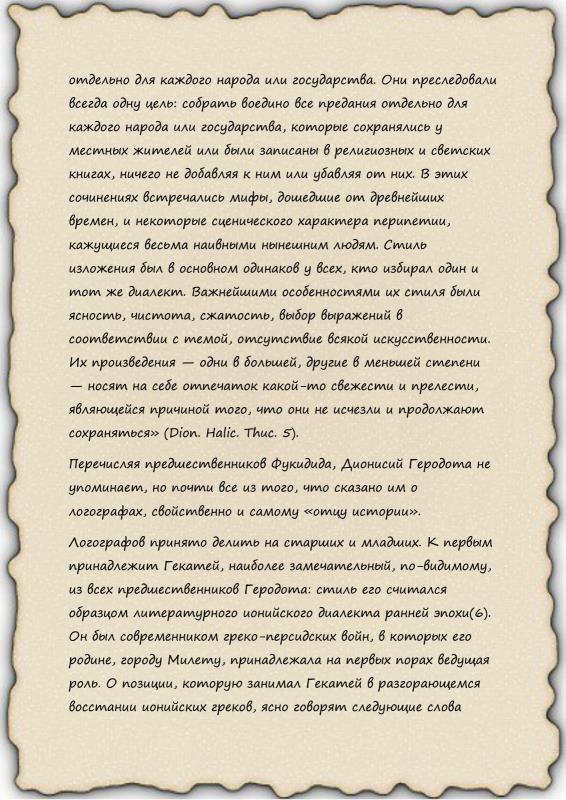 отдельно для каждого народа или государства. Они преследовали
всегда одну цель: собрать воедино все предания отдельно для
каждого народа или государства, которые сохранялись у
местных жителей или были записаны в религиозных и светских
книгах, ничего не добавляя к ним или убавляя от них. В этих
сочинениях встречались мифы, дошедшие от древнейших
времен, и некоторые сценического характера перипетии,
кажущиеся весьма наивными нынешним людям. Стиль
изложения был в основном одинаков у всех, кто избирал один и
тот же диалект. Важнейшими особенностями их стиля были
ясность, чистота, сжатость, выбор выражений в
соответствии с темой, отсутствие всякой искусственности.
Их произведения — одни в большей, другие в меньшей степени
— носят на себе отпечаток какой-то свежести и прелести,
являющейся причиной того, что они не исчезли и продолжают
сохраняться» (Dion. Halic. Thuc. 5).
Перечисляя предшественников Фукидида, Дионисий Геродота не
упоминает, но почти все из того, что сказано им о
логографах, свойственно и самому «отцу истории».
Логографов принято делить на старших и младших. К первым
принадлежит Гекатей, наиболее замечательный, по-видимому,
из всех предшественников Геродота: стиль его считался
образцом литературного ионийского диалекта ранней эпохи(6).
Он был современником греко-персидских войн, в которых его
родине, городу Милету, принадлежала на первых порах ведущая
роль. О позиции, которую занимал Гекатей в разгорающемся
восстании ионийских греков, ясно говорят следующие слова